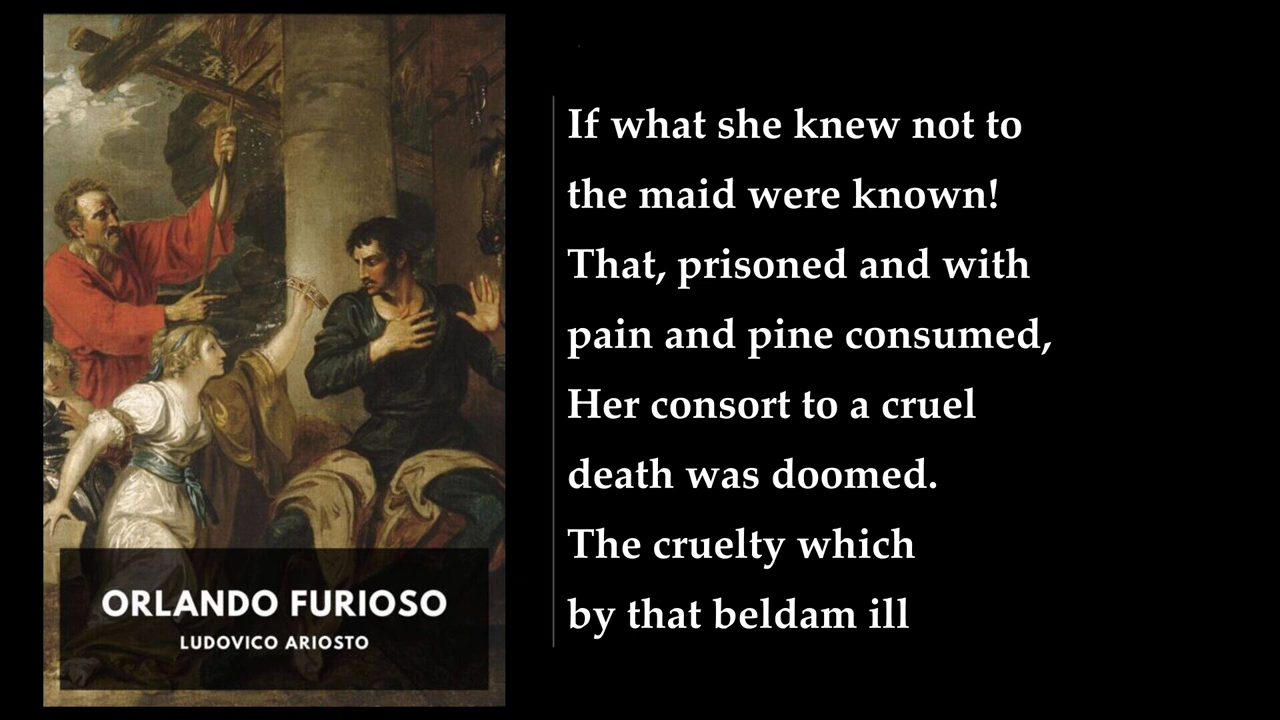 If what she knew not to
the maid were known!
That, prisoned and with
pain and pine consumed,
Her consort to a cruel
death was doomed.
The cruelty which
by that beldam ill
ORLANDO FURIOSO
LUDOVICO ARIOSTO